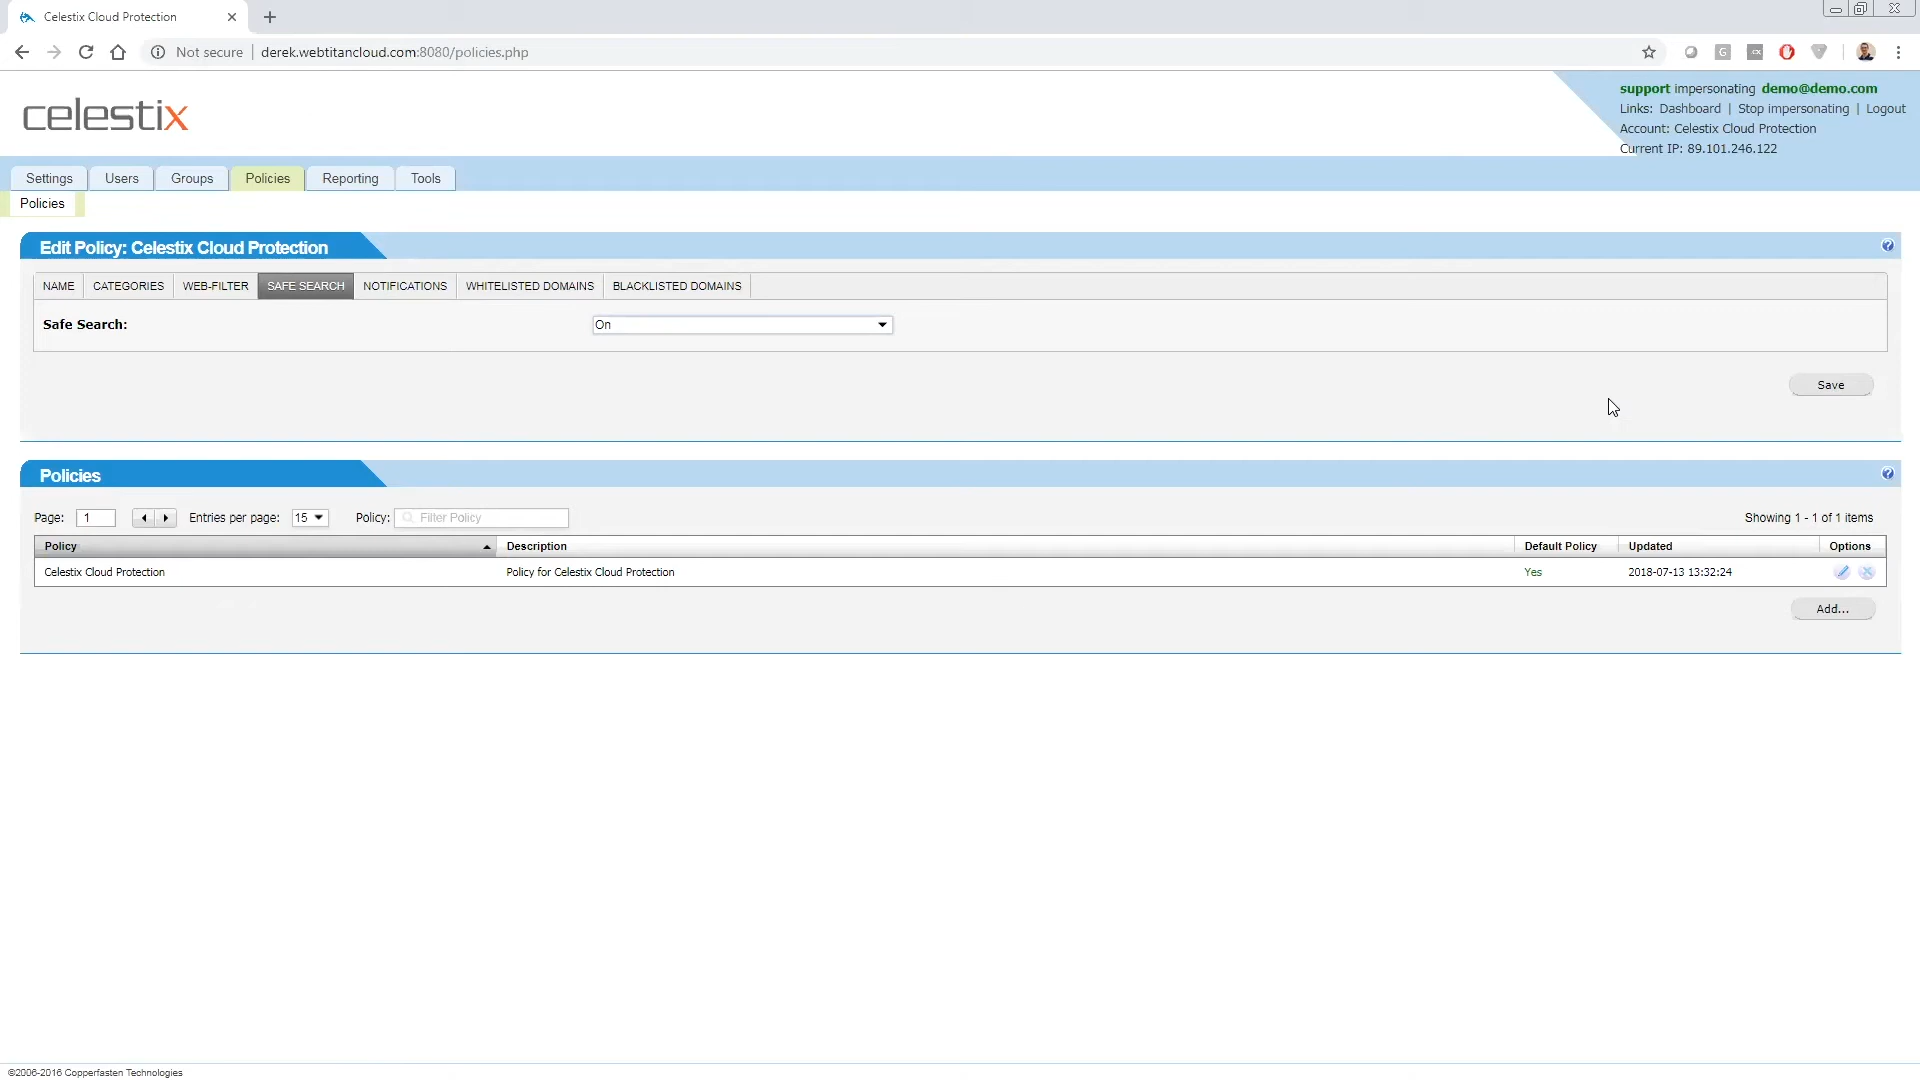 Celestix Cloud Protection
Not secure | derek.webtitancloud.com:8080/policies.php
celestix
support impersonating demo@demo.com
Links: Dashboard | Stop impersonating | Logout
Account: Celestix Cloud Protection
Current IP: 89.101.246.122
Settings Users Groups Policies Reporting Tools
Policies
Edit Policy: Celestix Cloud Protection
NAME CATEGORIES WEB-FILTER SAFE SEARCH NOTIFICATIONS WHITELISTED DOMAINS BLACKLISTED DOMAINS
Safe Search: On
Save
Policies
Page: 1 Entries per page: 15 Policy: Filter Policy Showing 1 - 1 of 1 items
Policy Description Default Policy Updated Options
Celestix Cloud Protection Policy for Celestix Cloud Protection Yes 2018-07-13 13:32:24
Add...
©2006-2016 Copperfasten Technologies